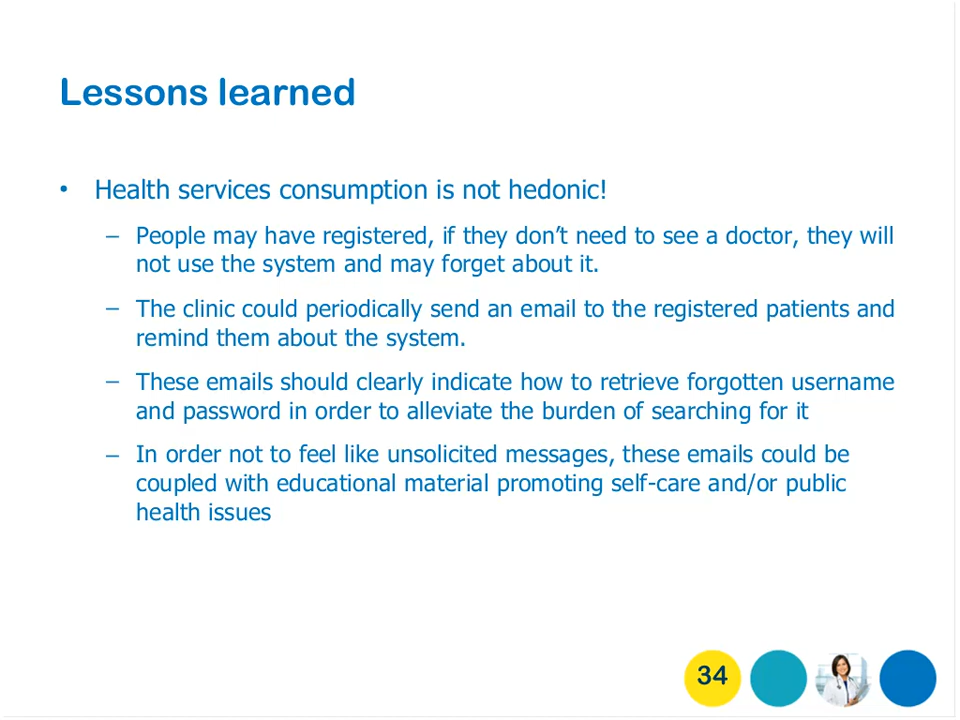 Lessons learned
• Health services consumption is not hedonic!
– People may have registered, if they don’t need to see a doctor, they will
not use the system and may forget about it.
– The clinic could periodically send an email to the registered patients and
remind them about the system.
– These emails should clearly indicate how to retrieve forgotten username
and password in order to alleviate the burden of searching for it
– In order not to feel like unsolicited messages, these emails could be
coupled with educational material promoting self-care and/or public
health issues
34